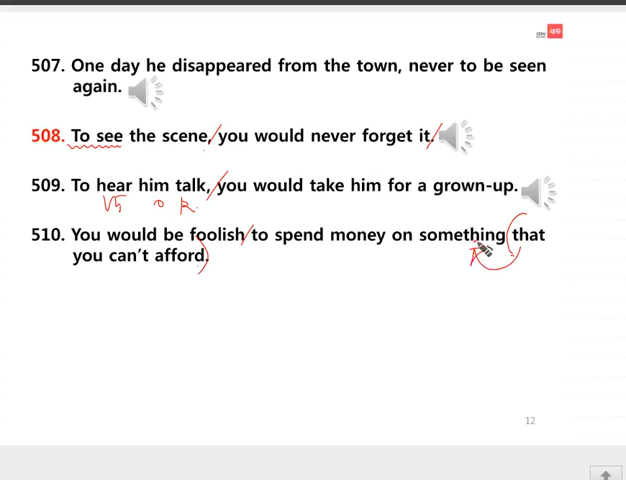 507. One day he disappeared from the town, never to be seen
again.
508. To see the scene, you would never forget it.
509. To hear him talk, you would take him for a grown-up.
510. You would be foolish to spend money on something that
you can't afford.
12